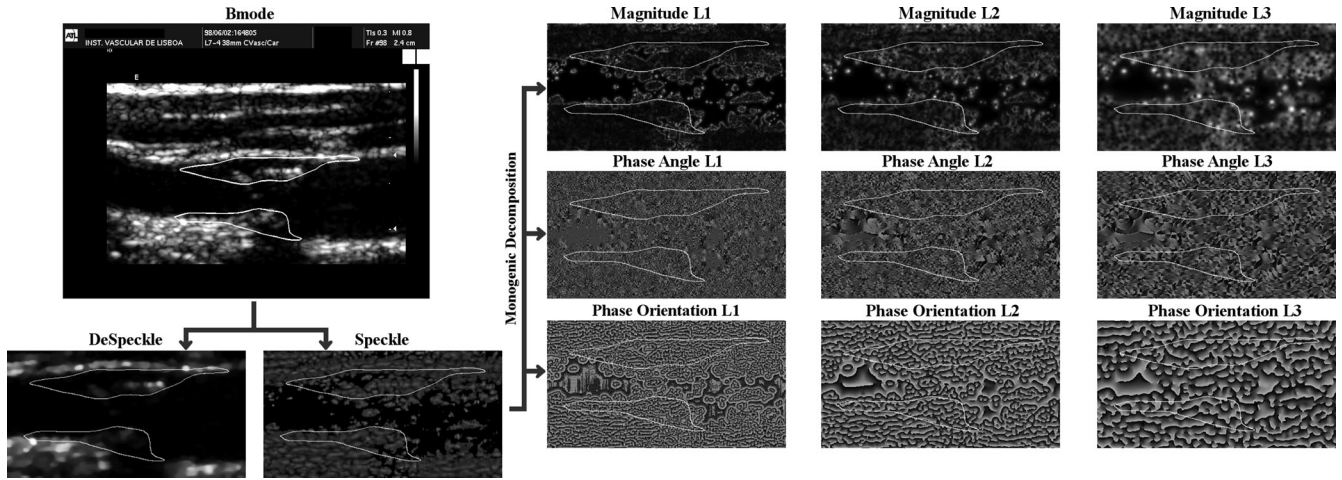 Bmode
ATL
INST. VASCULAR DE LISBOA
98/06/02:164805
L7-4 38mm CVasc/Car
TIs 0.3 MI 0.8
Fr #98 2.4 cm
E
DeSpeckle
Speckle
Monogenic Decomposition
Magnitude L1
Magnitude L2
Magnitude L3
Phase Angle L1
Phase Angle L2
Phase Angle L3
Phase Orientation L1
Phase Orientation L2
Phase Orientation L3